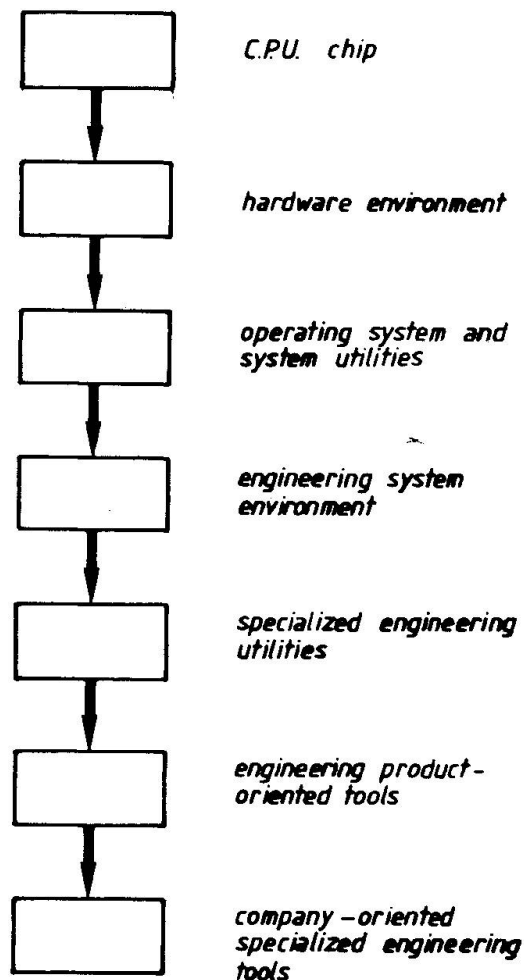 C.P.U. chip
hardware environment
operating system and
system utilities
engineering system
environment
specialized engineering
utilities
engineering product-
oriented tools
company-oriented
specialized engineering
tools